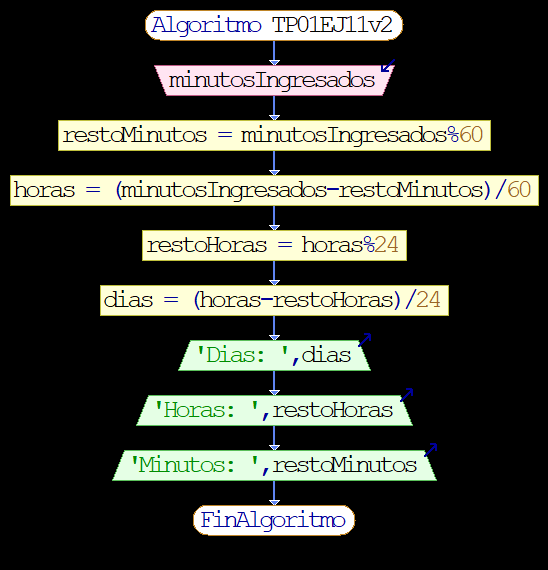 Algoritmo TP01EJ11v2
minutosIngresados
restoMinutos = minutosIngresados%60
horas = (minutosIngresados-restoMinutos)/60
restoHoras = horas%24
dias = (horas-restoHoras)/24
'Dias: ',dias
'Horas: ',restoHoras
'Minutos: ',restoMinutos
FinAlgoritmo